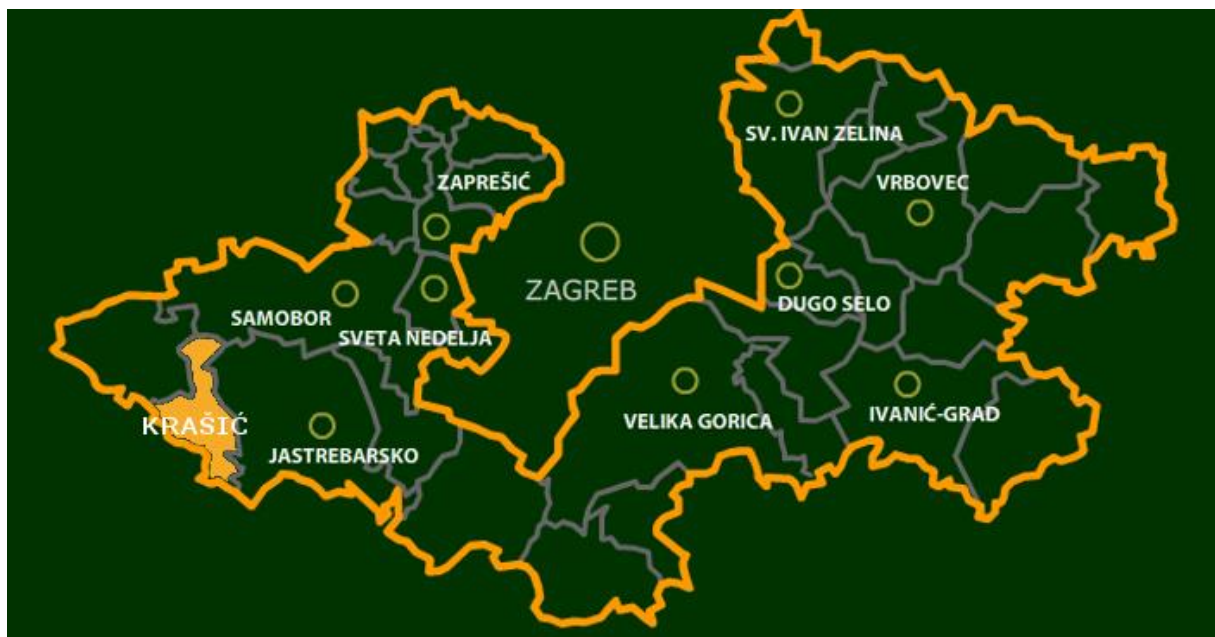 SV. IVAN ZELINA
ZAPREŠIĆ
VRBOVEC
ZAGREB
DUGO SELO
SAMOBOR
SVETA NEDELJA
KRAŠIĆ
VELIKA GORICA
IVANIĆ-GRAD
JASTREBARSKO